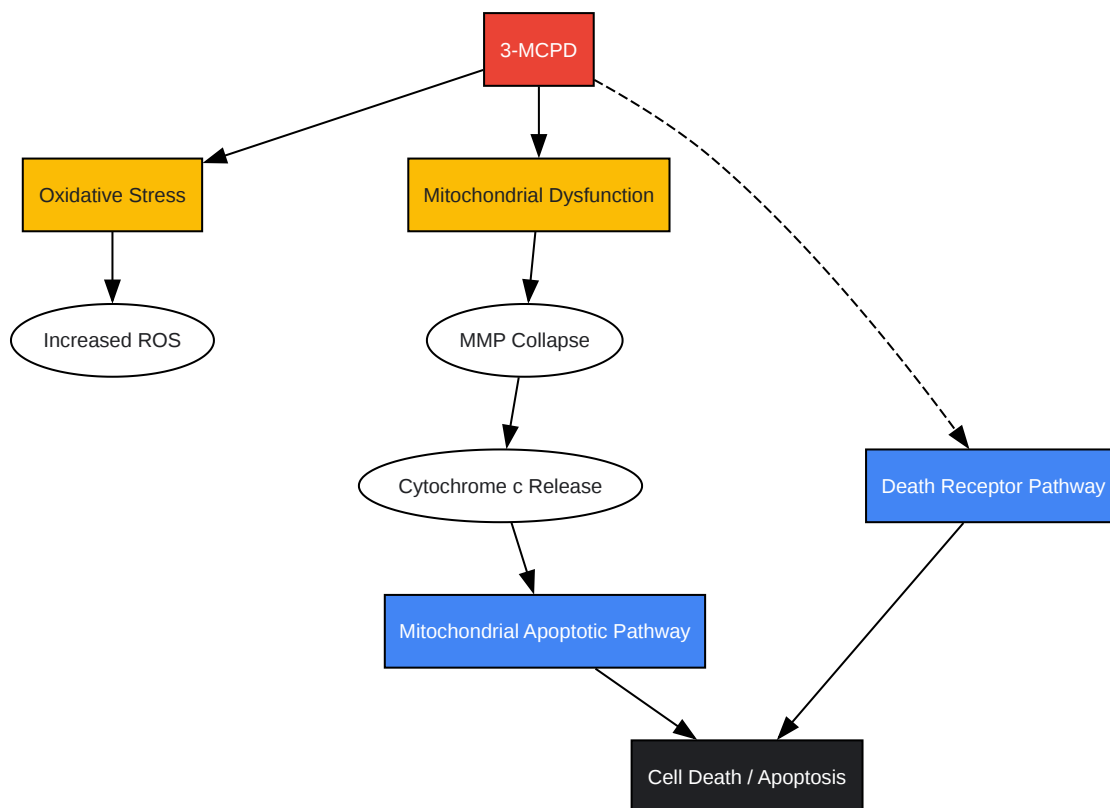 3-MCPD
Oxidative Stress
Mitochondrial Dysfunction
Increased ROS
MMP Collapse
Cytochrome c Release
Death Receptor Pathway
Mitochondrial Apoptotic Pathway
Cell Death / Apoptosis